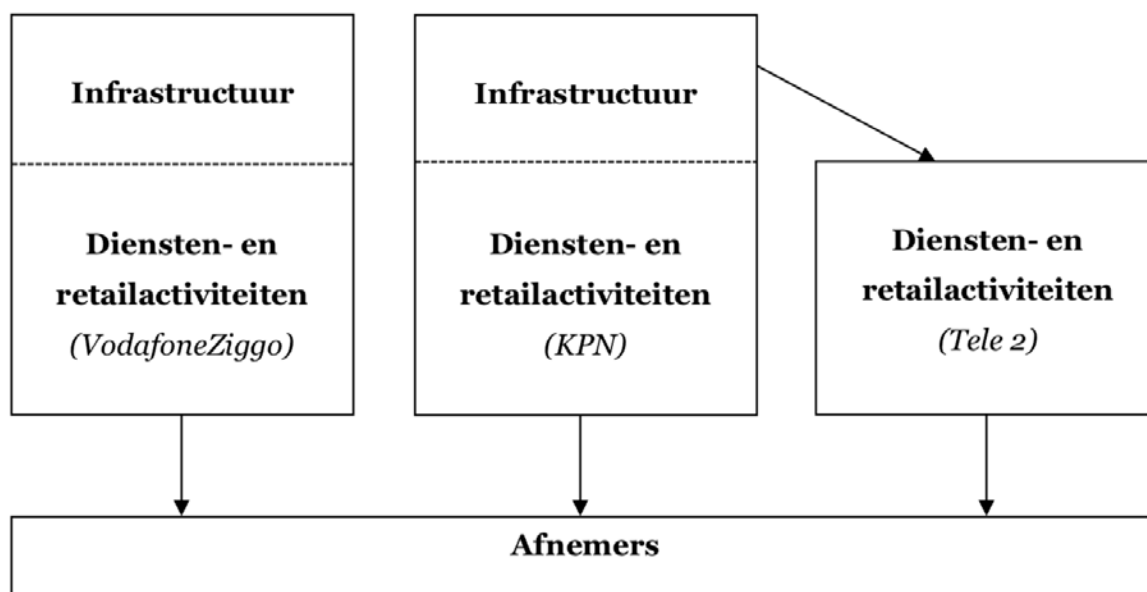 Infrastructuur
Diensten- en
retailactiviteiten
(VodafoneZiggo)
Infrastructuur
Diensten- en
retailactiviteiten
(KPN)
Diensten- en
retailactiviteiten
(Tele 2)
Afnemers